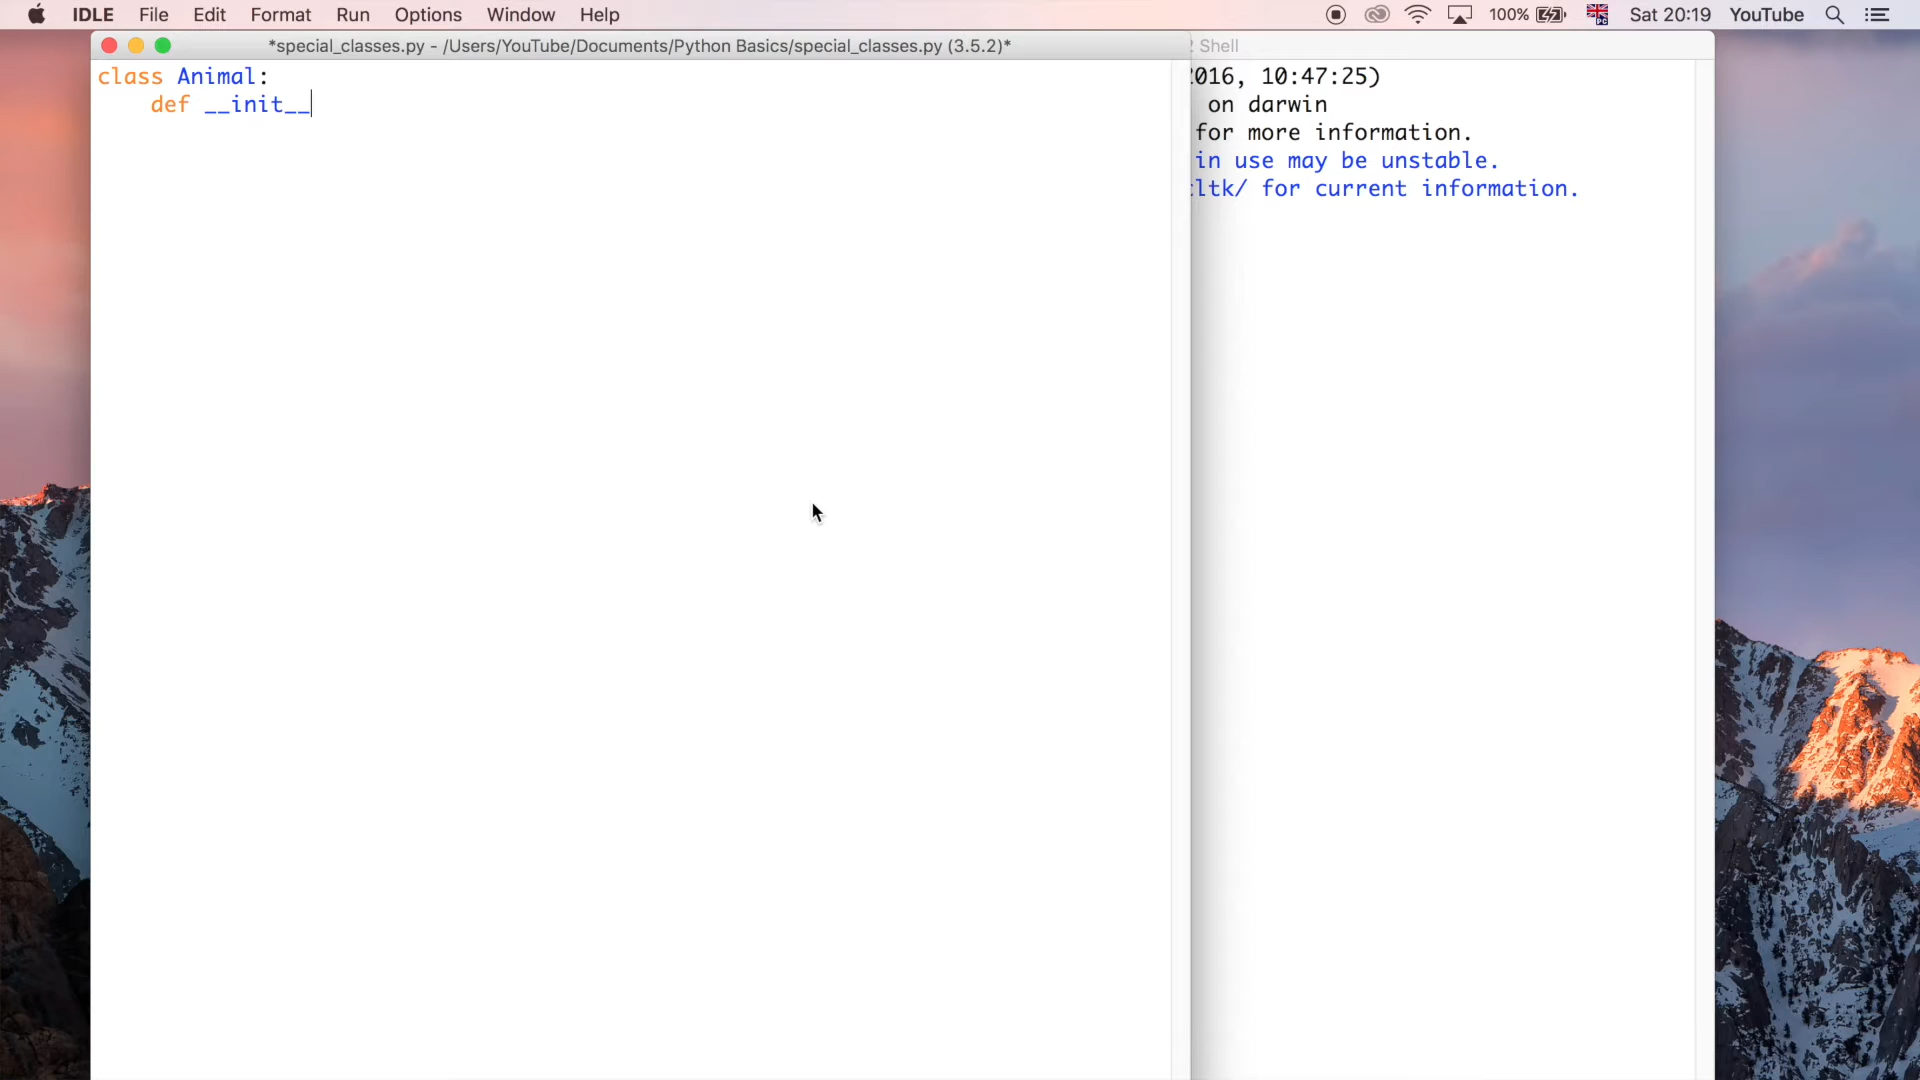 IDLE File Edit Format Run Options Window Help 100% Sat 20:19 YouTube
*special_classes.py - /Users/YouTube/Documents/Python Basics/special_classes.py (3.5.2)*
Shell
class Animal:
    def __init__
2016, 10:47:25)
on darwin
for more information.
in use may be unstable.
cltk/ for current information.